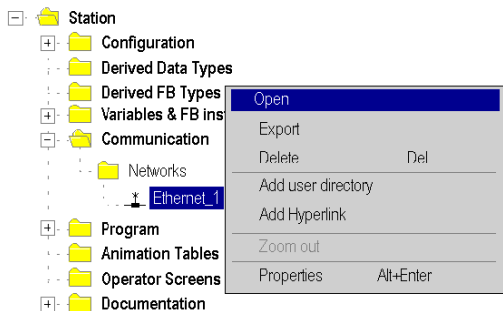 Station
Configuration
Derived Data Types
Derived FB Types
Variables & FB ins
Communication
Networks
Ethernet_1
Program
Animation Tables
Operator Screens
Documentation
Open
Export
Delete Del
Add user directory
Add Hyperlink
Zoom out
Properties Alt+Enter